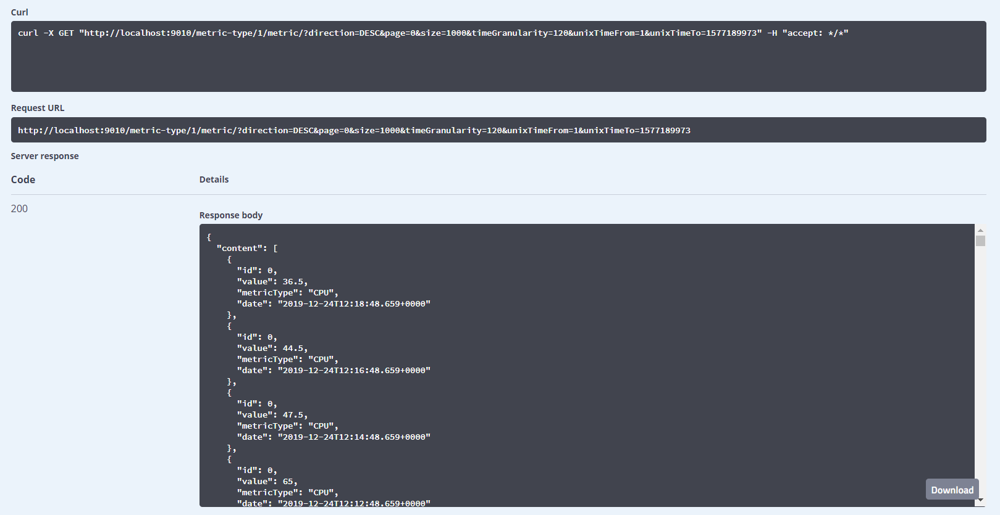 Curl
curl -X GET "http://localhost:9010/metric-type/1/metric/?direction=DESC&page=0&size=1000&timeGranularity=120&unixTimeFrom=1&unixTimeTo=1577189973" -H "accept: */*"
Request URL
http://localhost:9010/metric-type/1/metric/?direction=DESC&page=0&size=1000&timeGranularity=120&unixTimeFrom=1&unixTimeTo=1577189973
Server response
Code Details
200
Response body
{
  "content": [
    {
      "id": 0,
      "value": 36.5,
      "metricType": "CPU",
      "date": "2019-12-24T12:18:48.659+0000"
    },
    {
      "id": 0,
      "value": 44.5,
      "metricType": "CPU",
      "date": "2019-12-24T12:16:48.659+0000"
    },
    {
      "id": 0,
      "value": 47.5,
      "metricType": "CPU",
      "date": "2019-12-24T12:14:48.659+0000"
    },
    {
      "id": 0,
      "value": 65,
      "metricType": "CPU",
      "date": "2019-12-24T12:12:48.659+0000"
Download